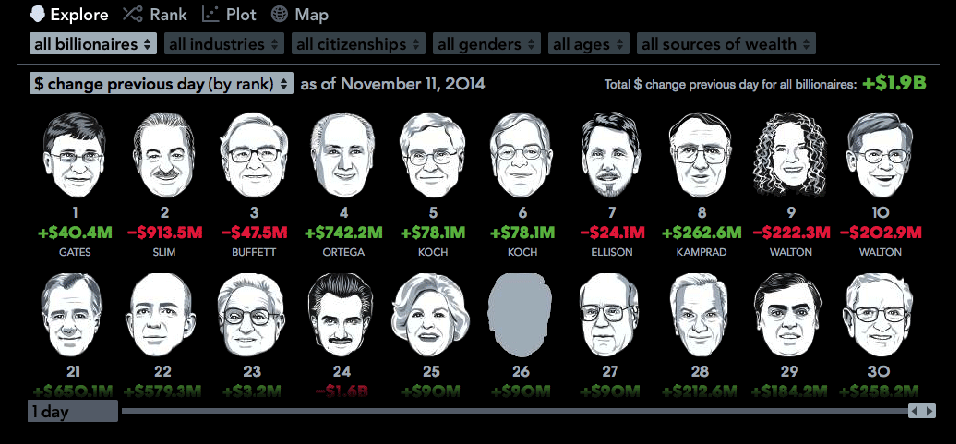 Explore Rank Plot Map
all billionaires all industries all citizenships all genders all ages all sources of wealth
$ change previous day (by rank) as of November 11, 2014 Total $ change previous day for all billionaires: +$1.9B
1 2 3 4 5 6 7 8 9 10
+$40.4M −$913.5M −$47.5M +$742.2M +$78.1M +$78.1M −$24.1M +$262.6M −$222.3M −$202.9M
GATES SLIM BUFFETT ORTEGA KOCH KOCH ELLISON KAMPRAD WALTON WALTON
21 22 23 24 25 26 27 28 29 30
+$650.1M +$579.3M +$3.2M −$1.6B +$90M +$90M +$90M +$212.6M +$184.2M +$258.2M
1 day